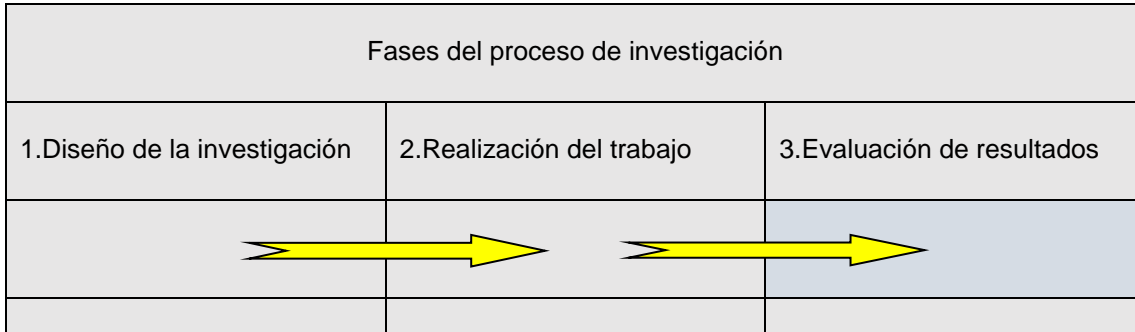 Fases del proceso de investigación
1.Diseño de la investigación
2.Realización del trabajo
3.Evaluación de resultados